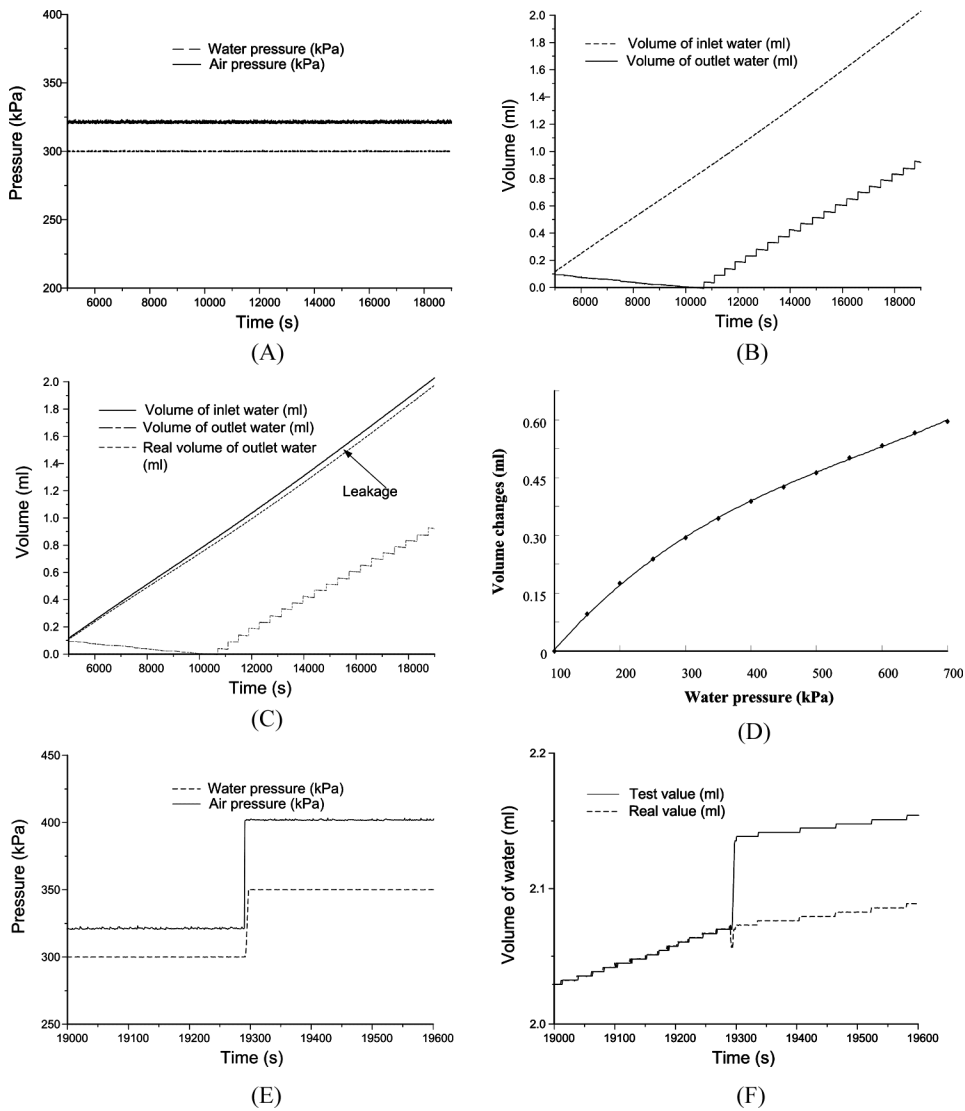 400
350
300
250
200
Pressure (kPa)
Water pressure (kPa)
Air pressure (kPa)
6000 8000 10000 12000 14000 16000 18000
Time (s)
(A)
2.0
1.8
1.6
1.4
1.2
1.0
0.8
0.6
0.4
0.2
0.0
Volume (ml)
Volume of inlet water (ml)
Volume of outlet water (ml)
6000 8000 10000 12000 14000 16000 18000
Time (s)
(B)
2.0
1.8
1.6
1.4
1.2
1.0
0.8
0.6
0.4
0.2
0.0
Volume (ml)
Volume of inlet water (ml)
Volume of outlet water (ml)
Real volume of outlet water
(ml)
Leakage
6000 8000 10000 12000 14000 16000 18000
Time (s)
(C)
0.60
0.45
0.30
0.15
0
Volume changes (ml)
100 200 300 400 500 600 700
Water pressure (kPa)
(D)
450
400
350
300
250
Pressure (kPa)
Water pressure (kPa)
Air pressure (kPa)
19000 19100 19200 19300 19400 19500 19600
Time (s)
(E)
2.2
2.1
2.0
Volume of water (ml)
Test value (ml)
Real value (ml)
19000 19100 19200 19300 19400 19500 19600
Time (s)
(F)